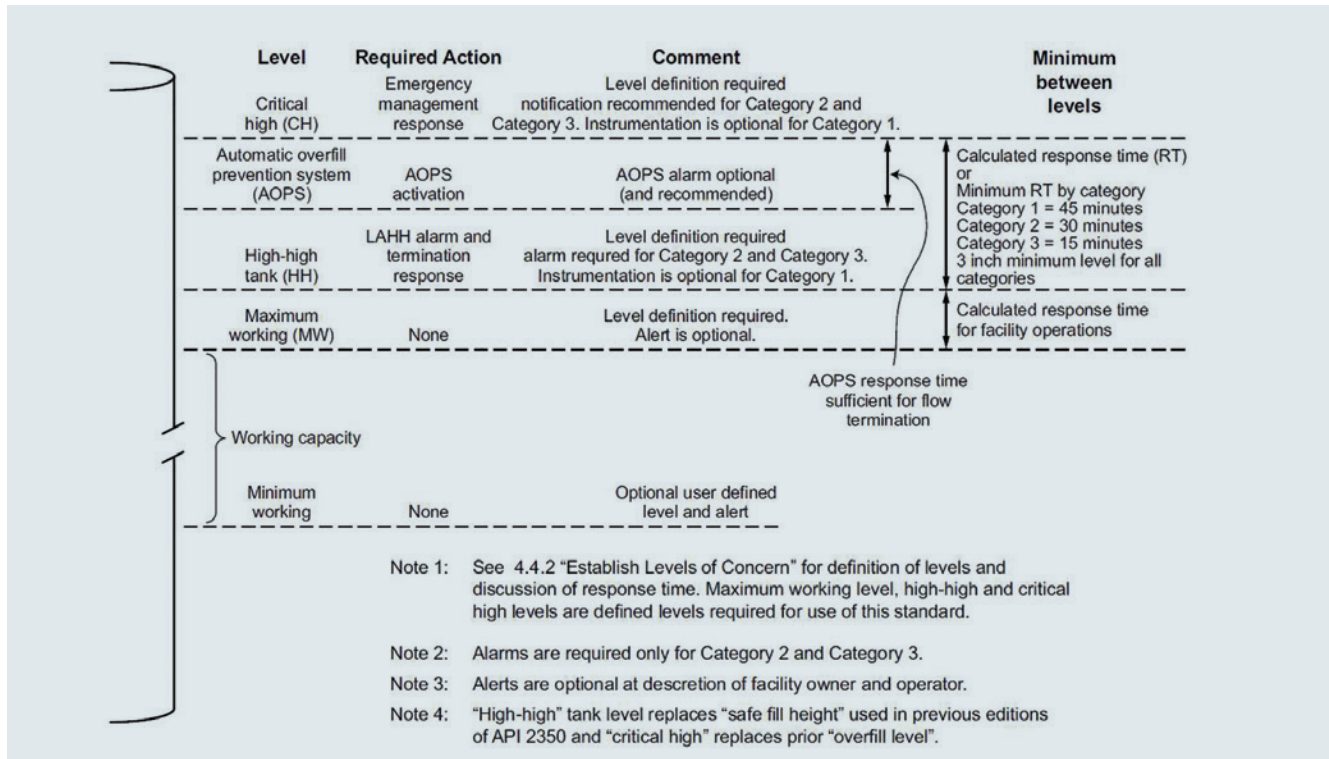 Level
Required Action
Comment
Minimum
between
levels
Critical
high (CH)
Emergency
management
response
Level definition required
notification recommended for Category 2 and
Category 3. Instrumentation is optional for Category 1.
Automatic overfill
prevention system
(AOPS)
AOPS
activation
AOPS alarm optional
(and recommended)
Calculated response time (RT)
or
Minimum RT by category
Category 1 = 45 minutes
Category 2 = 30 minutes
Category 3 = 15 minutes
3 inch minimum level for all
categories
High-high
tank (HH)
LAHH alarm and
termination
response
Level definition required
alarm requred for Category 2 and Category 3.
Instrumentation is optional for Category 1.
Maximum
working (MW)
None
Level definition required.
Alert is optional.
Calculated response time
for facility operations
AOPS response time
sufficient for flow
termination
Working capacity
Minimum
working
None
Optional user defined
level and alert
Note 1: See 4.4.2 “Establish Levels of Concern” for definition of levels and
discussion of response time. Maximum working level, high-high and critical
high levels are defined levels required for use of this standard.
Note 2: Alarms are required only for Category 2 and Category 3.
Note 3: Alerts are optional at descretion of facility owner and operator.
Note 4: “High-high” tank level replaces “safe fill height” used in previous editions
of API 2350 and “critical high” replaces prior “overfill level”.